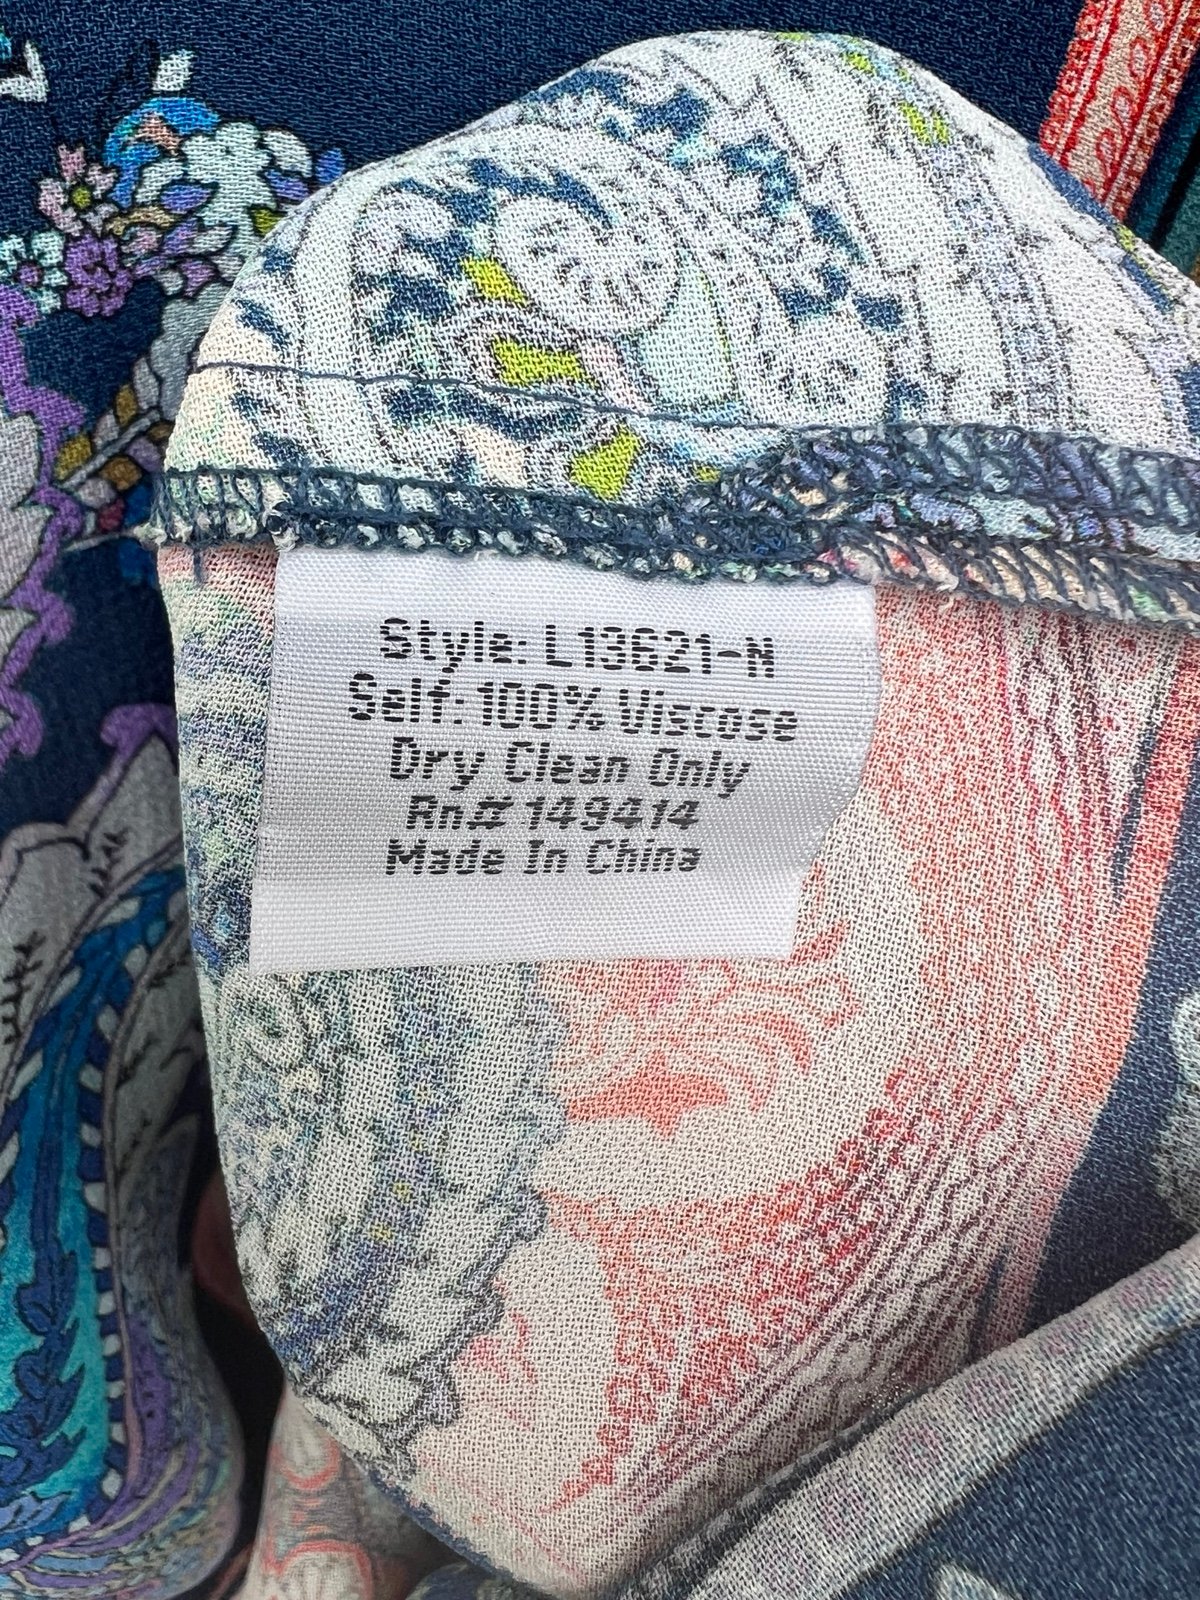 Style: L13621-N
Self: 100% Viscose
Dry Clean Only
Rn# 149414
Made In China